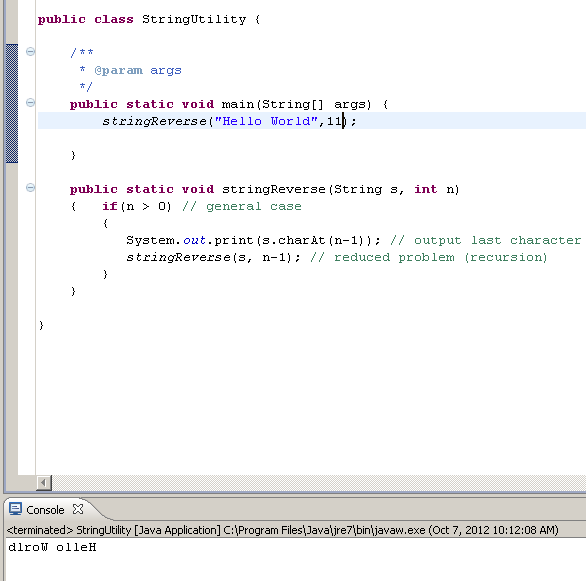 public class StringUtility {
/**
* @param args
*/
public static void main(String[] args) {
stringReverse("Hello World",11);
}
public static void stringReverse(String s, int n)
{ if(n > 0) // general case
{
System.out.print(s.charAt(n-1)); // output last character
stringReverse(s, n-1); // reduced problem (recursion)
}
}
}
Console
<terminated> StringUtility [Java Application] C:\Program Files\Java\jre7\bin\javaw.exe (Oct 7, 2012 10:12:08 AM)
dlroW olleH